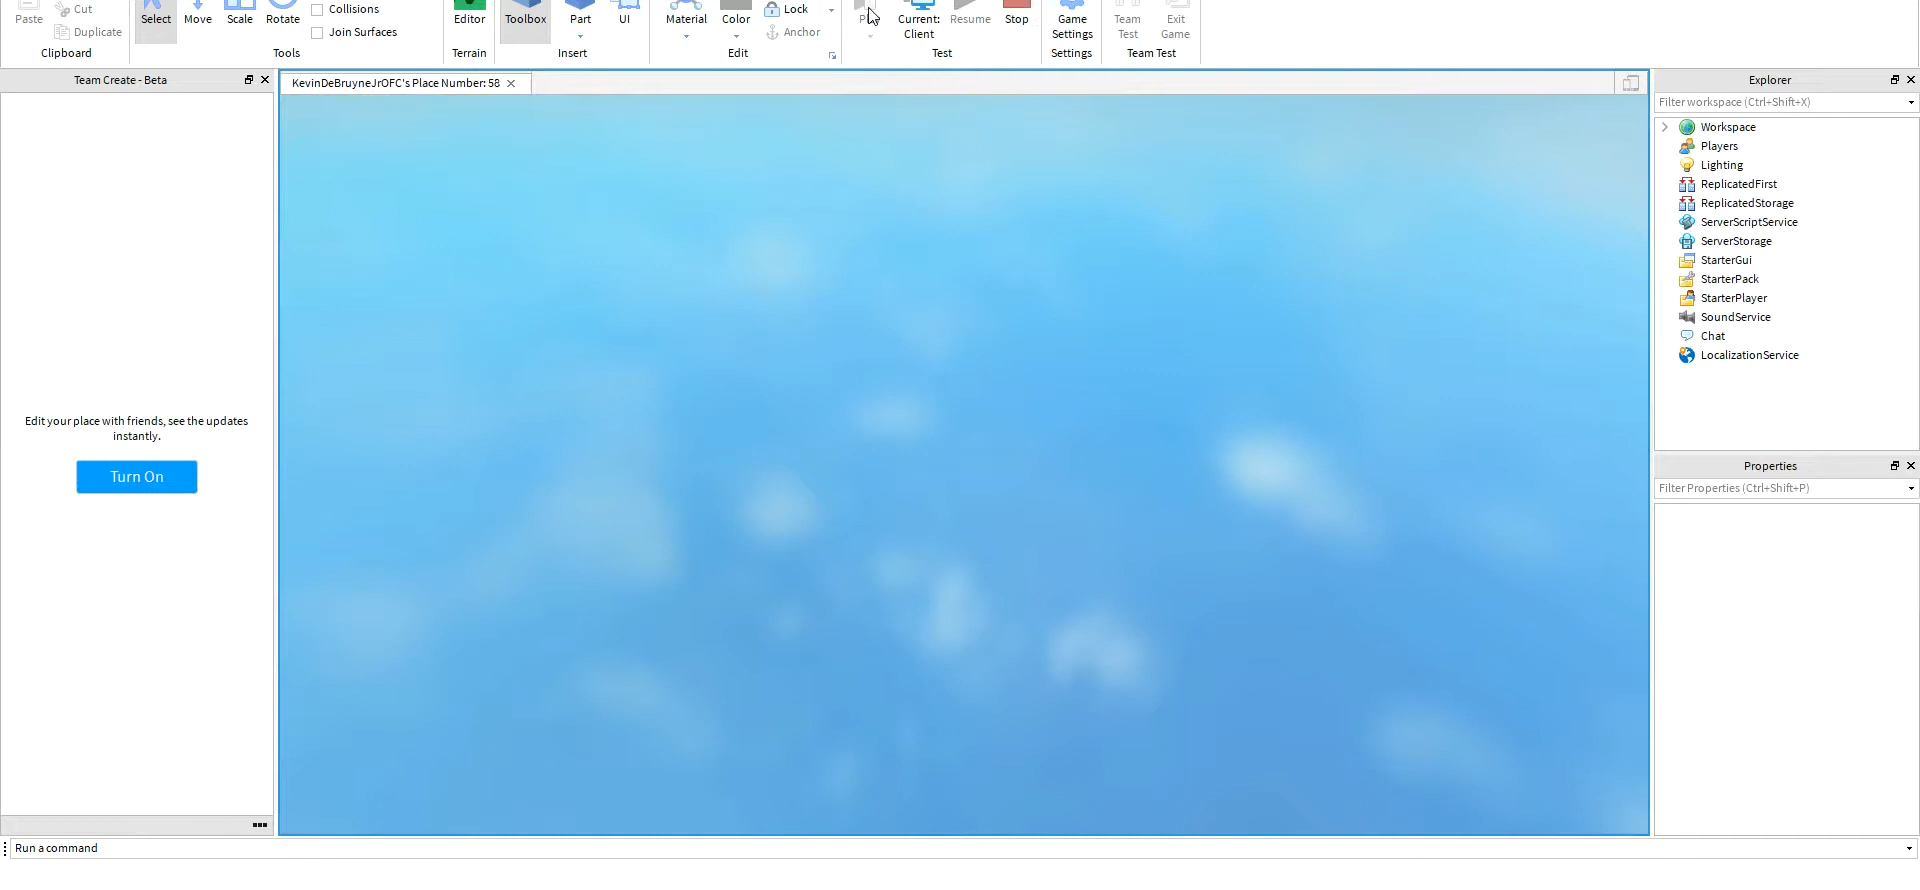 Paste
Cut
Duplicate
Clipboard
Select
Move
Scale
Rotate
Collisions
Join Surfaces
Tools
Editor
Terrain
Toolbox
Part
UI
Insert
Material
Color
Lock
Anchor
Edit
Current:
Client
Resume
Stop
Test
Game
Settings
Settings
Team
Test
Exit
Game
Team Test
Team Create - Beta
KevinDeBruyneJrOFC's Place Number: 58
Edit your place with friends, see the updates
instantly.
Turn On
Explorer
Filter workspace (Ctrl+Shift+X)
Workspace
Players
Lighting
ReplicatedFirst
ReplicatedStorage
ServerScriptService
ServerStorage
StarterGui
StarterPack
StarterPlayer
SoundService
Chat
LocalizationService
Properties
Filter Properties (Ctrl+Shift+P)
Run a command